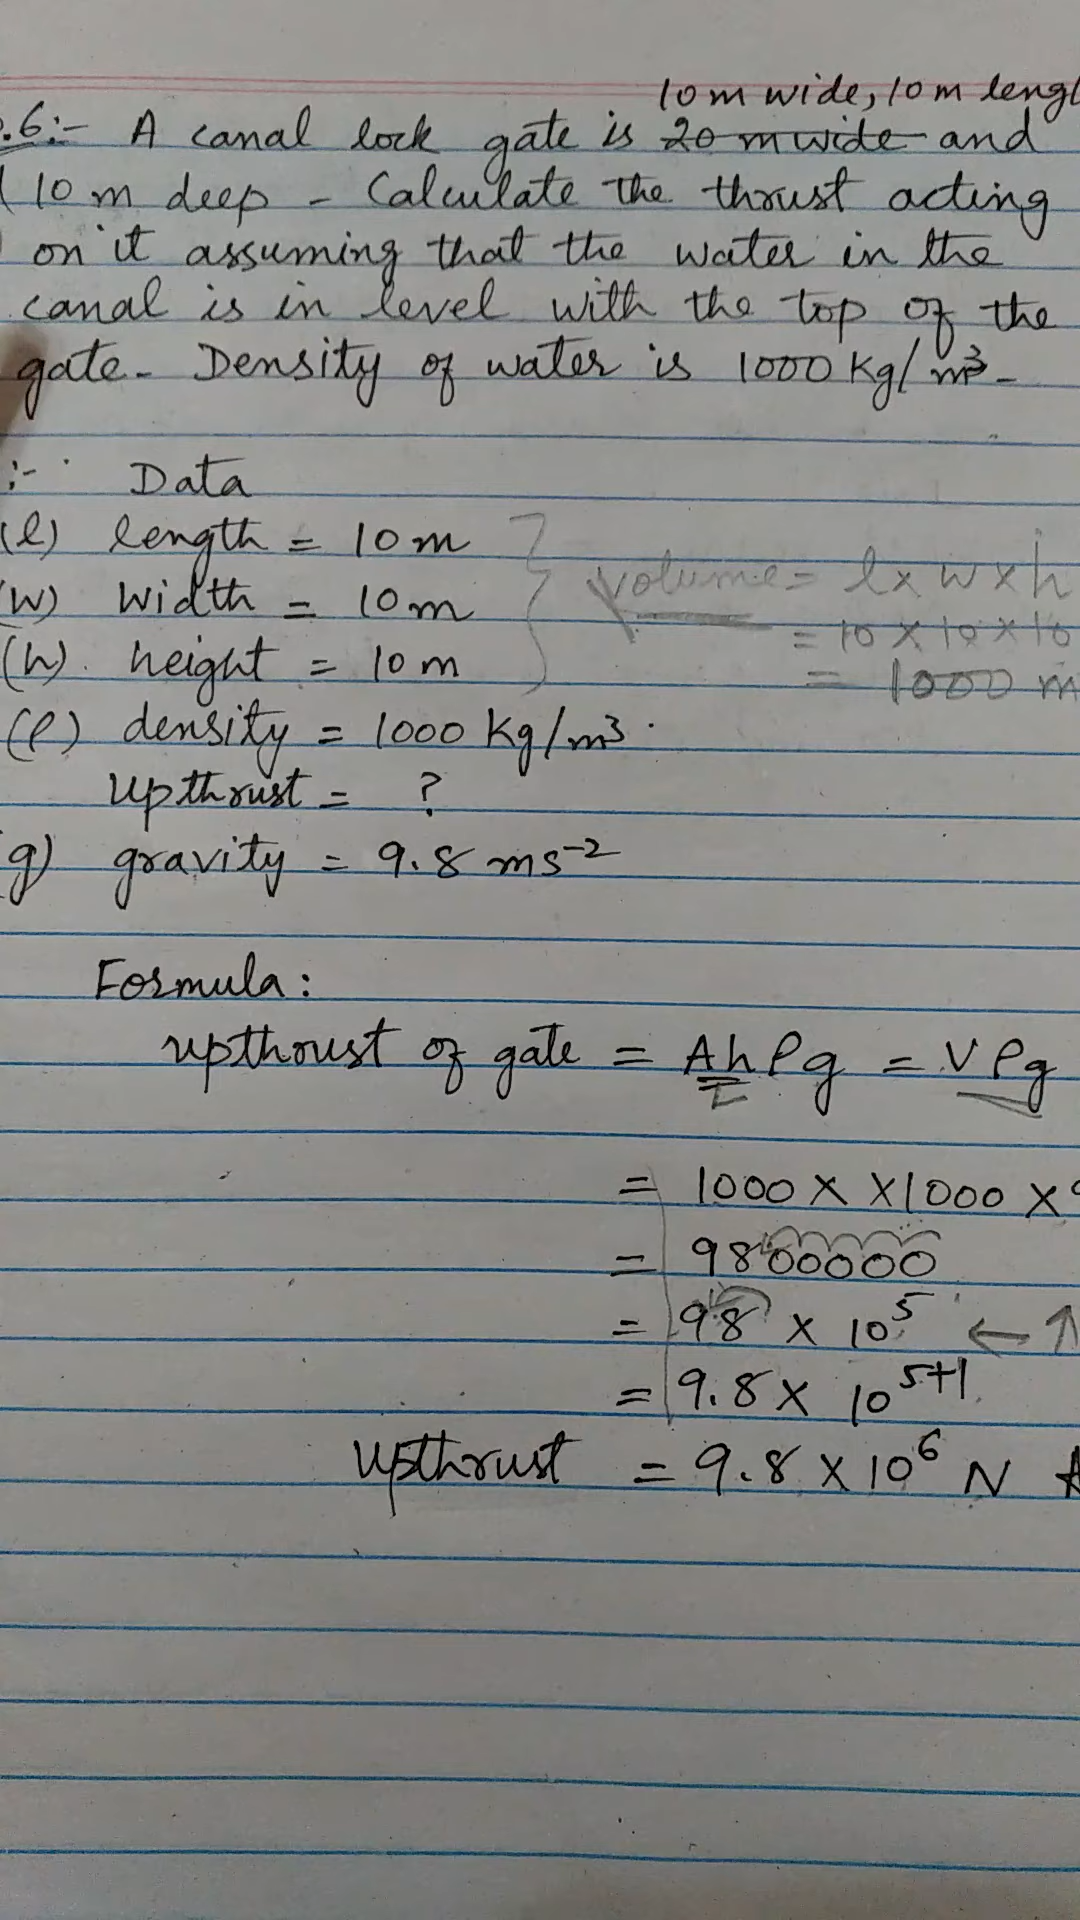 10 m wide, 10 m lengt
.6:- A canal lock gate is 20 m wide and
10 m deep - Calculate the thrust acting
on it assuming that the water in the
canal is in level with the top of the
gate. Density of water is 1000 Kg/m³.
:- Data
(l) length = 10 m
(w) width = 10 m
volume = l x w x h
(h). height = 10 m
= 10 x 10 x 10
= 1000 m
(ρ) density = 1000 Kg/m³.
upthrust = ?
g) gravity = 9.8 ms⁻²
Formula:
upthrust of gate = Ahρg = Vρg
= 1000 x x 1000 x 9
= 9800000
= 98 x 10⁵ ←
= 9.8 x 10⁵⁺¹
upthrust = 9.8 x 10⁶ N A